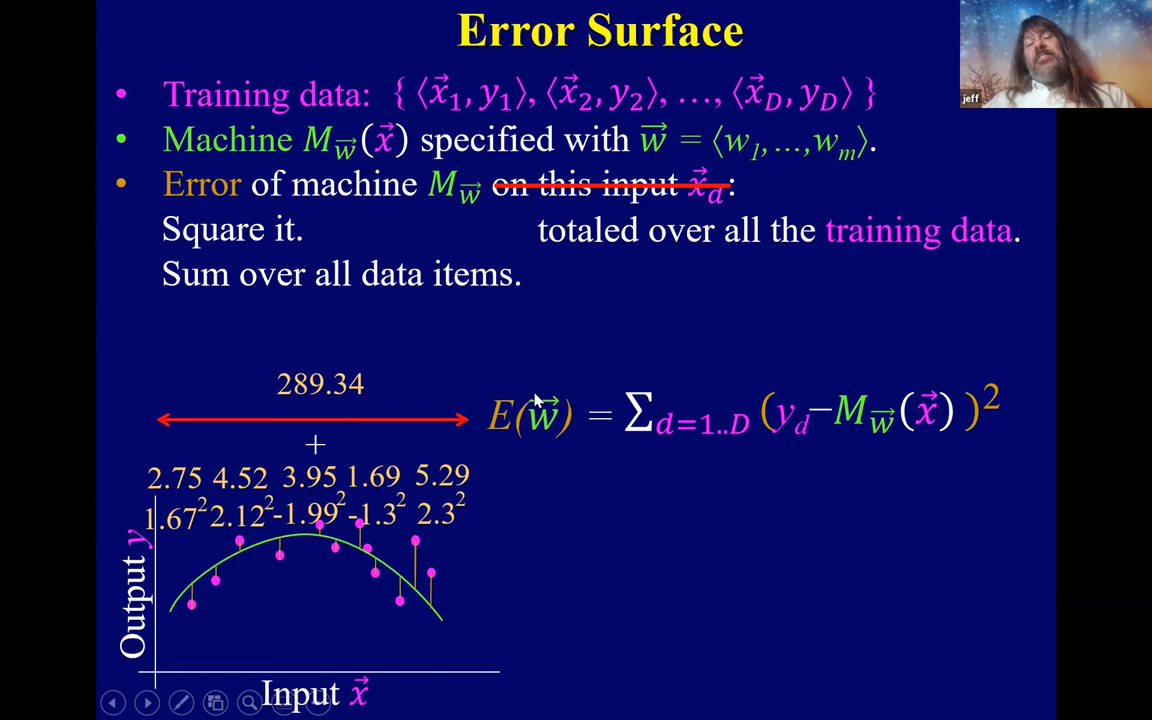 Error Surface
jeff
• Training data: { ⟨x⃗₁, y₁⟩, ⟨x⃗₂, y₂⟩, …, ⟨x⃗_D, y_D⟩ }
• Machine M_w⃗(x⃗) specified with w⃗ = ⟨w₁,…,wₘ⟩.
• Error of machine M_w⃗ on this input x⃗_d:
Square it. totaled over all the training data.
Sum over all data items.
289.34
E(w⃗) = ∑_d=1..D (y_d–M_w⃗(x⃗) )²
+
2.75 4.52 3.95 1.69 5.29
1.67² 2.12² -1.99² -1.3² 2.3²
Output y
Input x⃗